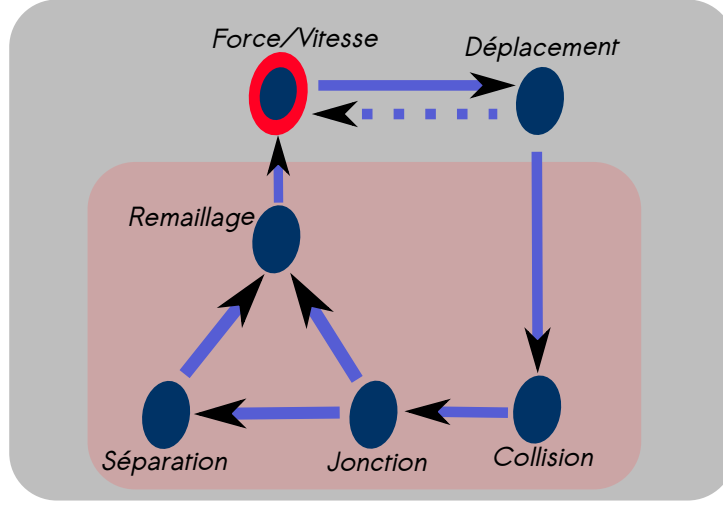 Force/Vitesse
Déplacement
Remaillage
Séparation
Jonction
Collision